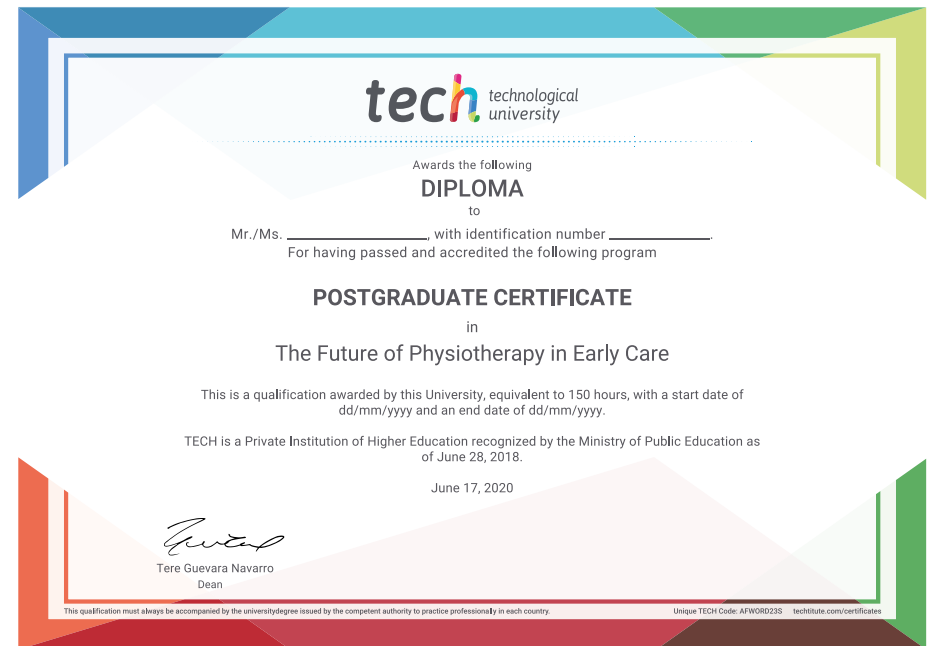 tech technological
university
Awards the following
DIPLOMA
to
Mr./Ms. ____________________, with identification number ______________.
For having passed and accredited the following program
POSTGRADUATE CERTIFICATE
in
The Future of Physiotherapy in Early Care
This is a qualification awarded by this University, equivalent to 150 hours, with a start date of
dd/mm/yyyy and an end date of dd/mm/yyyy.
TECH is a Private Institution of Higher Education recognized by the Ministry of Public Education as
of June 28, 2018.
June 17, 2020
Tere Guevara Navarro
Dean
This qualification must always be accompanied by the universitydegree issued by the competent authority to practice professionally in each country.
Unique TECH Code: AFWORD23S techtitute.com/certificates